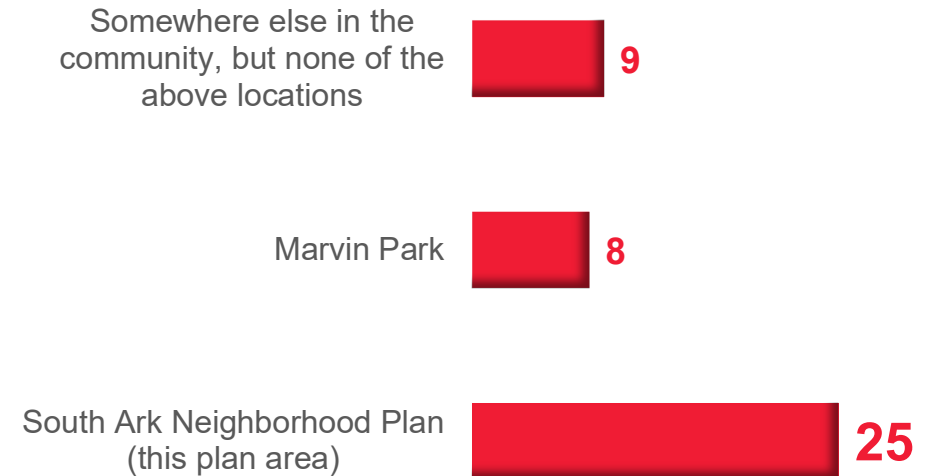 Somewhere else in the
community, but none of the
above locations
9
Marvin Park
8
South Ark Neighborhood Plan
(this plan area)
25